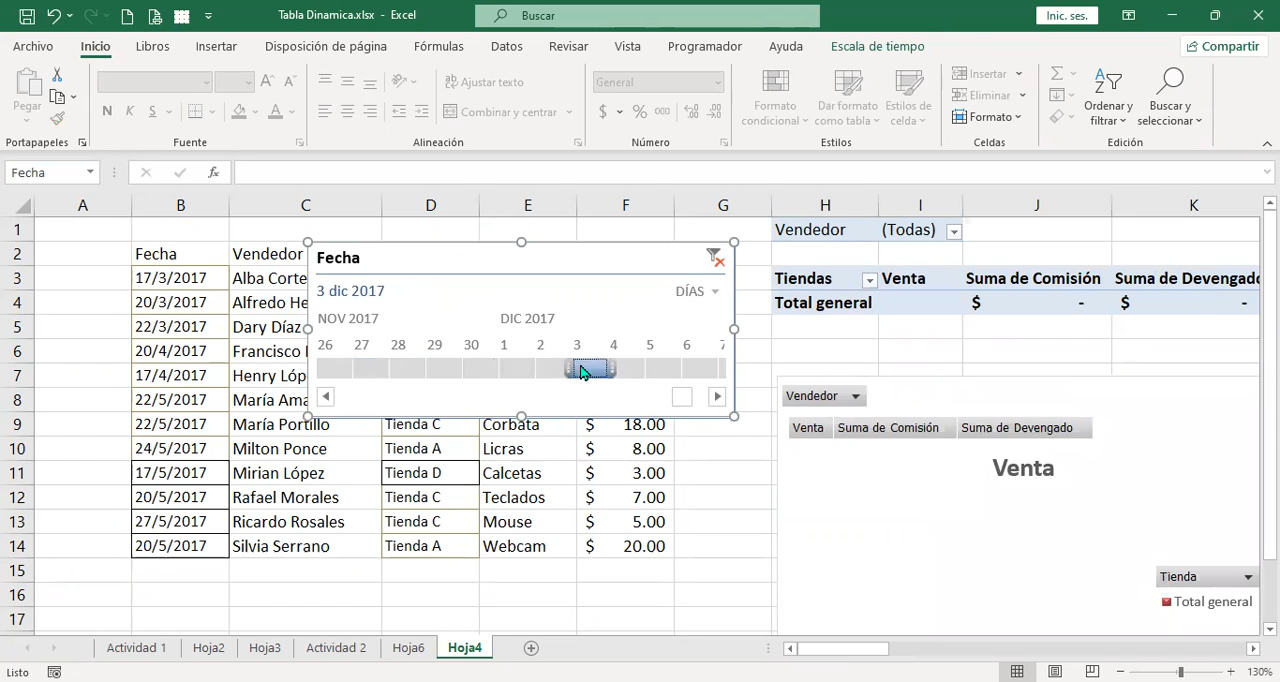 Tabla Dinamica.xlsx - Excel
Buscar
Inic. ses.
Archivo Inicio Libros Insertar Disposición de página Fórmulas Datos Revisar Vista Programador Ayuda Escala de tiempo Compartir
Pegar
N K S
Ajustar texto
Combinar y centrar
General
$ % 000
Formato condicional
Dar formato como tabla
Estilos de celda
Insertar
Eliminar
Formato
Ordenar y filtrar
Buscar y seleccionar
Portapapeles Fuente Alineación Número Estilos Celdas Edición
Fecha
fx
A B C D E F G H I J K
1 Vendedor (Todas)
2 Fecha Vendedor
3 17/3/2017 Alba Corte Tiendas Venta Suma de Comisión Suma de Devengado
4 20/3/2017 Alfredo He Total general $ - $ -
5 22/3/2017 Dary Díaz
6 20/4/2017 Francisco
7 17/4/2017 Henry Lóp
8 22/5/2017 María Ama
9 22/5/2017 María Portillo Tienda C Corbata $ 18.00
10 24/5/2017 Milton Ponce Tienda A Licras $ 8.00
11 17/5/2017 Mirian López Tienda D Calcetas $ 3.00
12 20/5/2017 Rafael Morales Tienda C Teclados $ 7.00
13 27/5/2017 Ricardo Rosales Tienda C Mouse $ 5.00
14 20/5/2017 Silvia Serrano Tienda A Webcam $ 20.00
15
16
17
Fecha
3 dic 2017 DÍAS
NOV 2017 DIC 2017
26 27 28 29 30 1 2 3 4 5 6 7
Vendedor
Venta Suma de Comisión Suma de Devengado
Venta
Tienda
Total general
Actividad 1 Hoja2 Hoja3 Actividad 2 Hoja6 Hoja4
Listo
130%